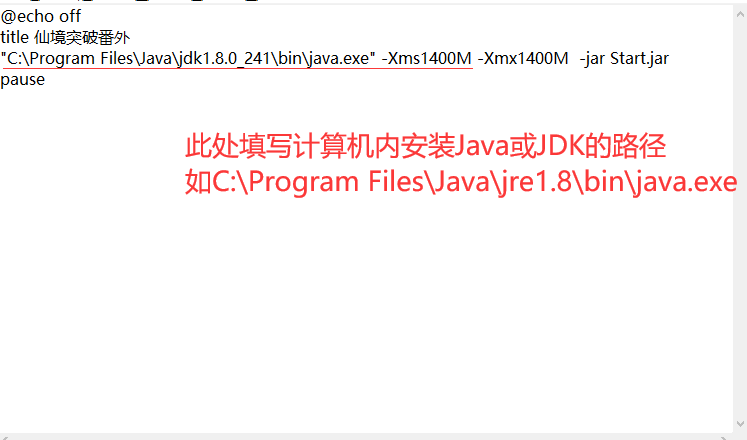 @echo off
title 仙境突破番外
"C:\Program Files\Java\jdk1.8.0_241\bin\java.exe" -Xms1400M -Xmx1400M  -jar Start.jar
pause
此处填写计算机内安装Java或JDK的路径
如C:\Program Files\Java\jre1.8\bin\java.exe